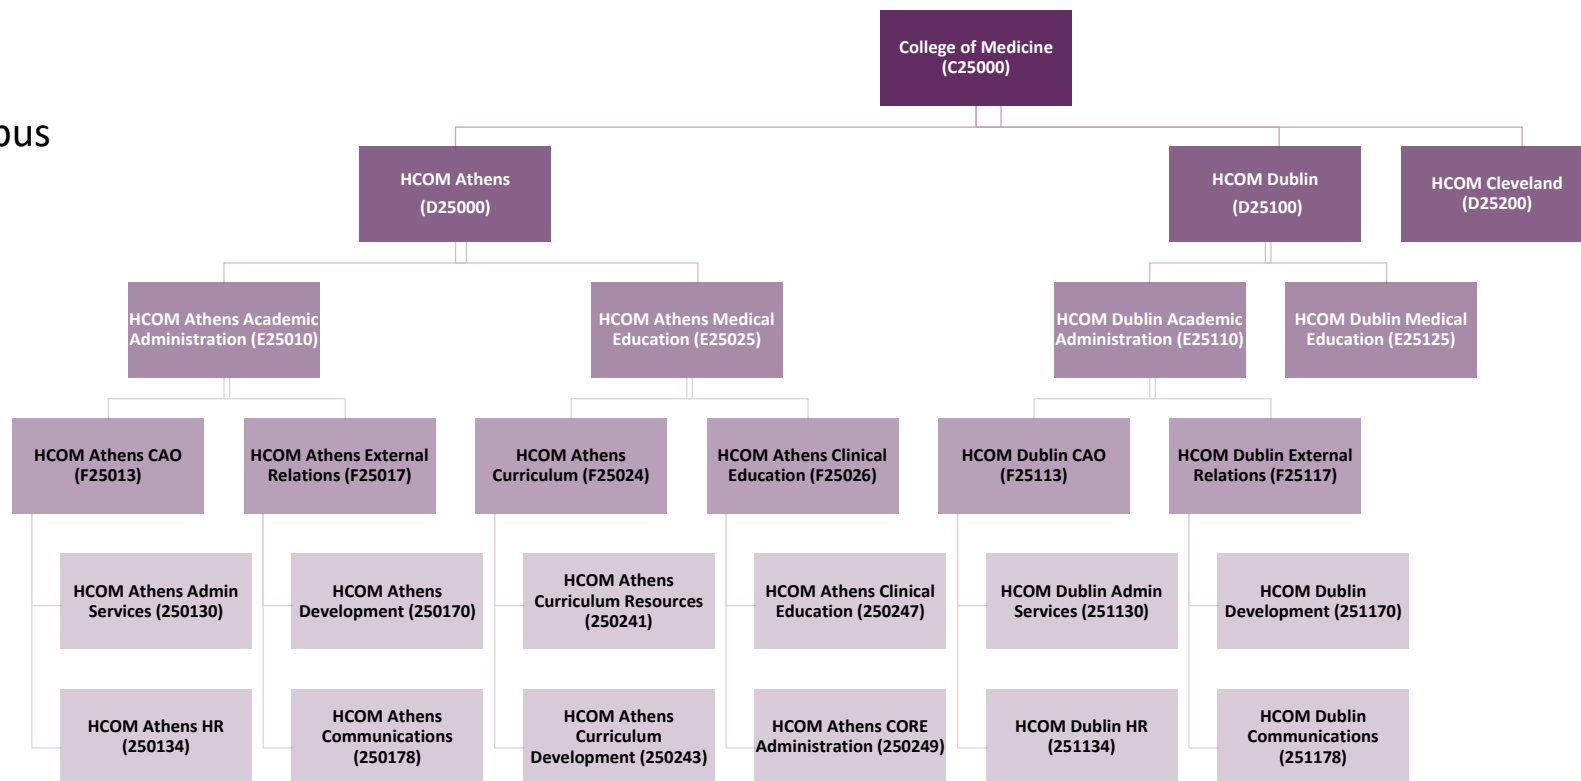 College of Medicine
(C25000)
pus
HCOM Athens
(D25000)
HCOM Dublin
(D25100)
HCOM Cleveland
(D25200)
HCOM Athens Academic
Administration (E25010)
HCOM Athens Medical
Education (E25025)
HCOM Dublin Academic
Administration (E25110)
HCOM Dublin Medical
Education (E25125)
HCOM Athens CAO
(F25013)
HCOM Athens External
Relations (F25017)
HCOM Athens
Curriculum (F25024)
HCOM Athens Clinical
Education (F25026)
HCOM Dublin CAO
(F25113)
HCOM Dublin External
Relations (F25117)
HCOM Athens Admin
Services (250130)
HCOM Athens
Development (250170)
HCOM Athens
Curriculum Resources
(250241)
HCOM Athens Clinical
Education (250247)
HCOM Dublin Admin
Services (251130)
HCOM Dublin
Development (251170)
HCOM Athens HR
(250134)
HCOM Athens
Communications
(250178)
HCOM Athens
Curriculum
Development (250243)
HCOM Athens CORE
Administration (250249)
HCOM Dublin HR
(251134)
HCOM Dublin
Communications
(251178)